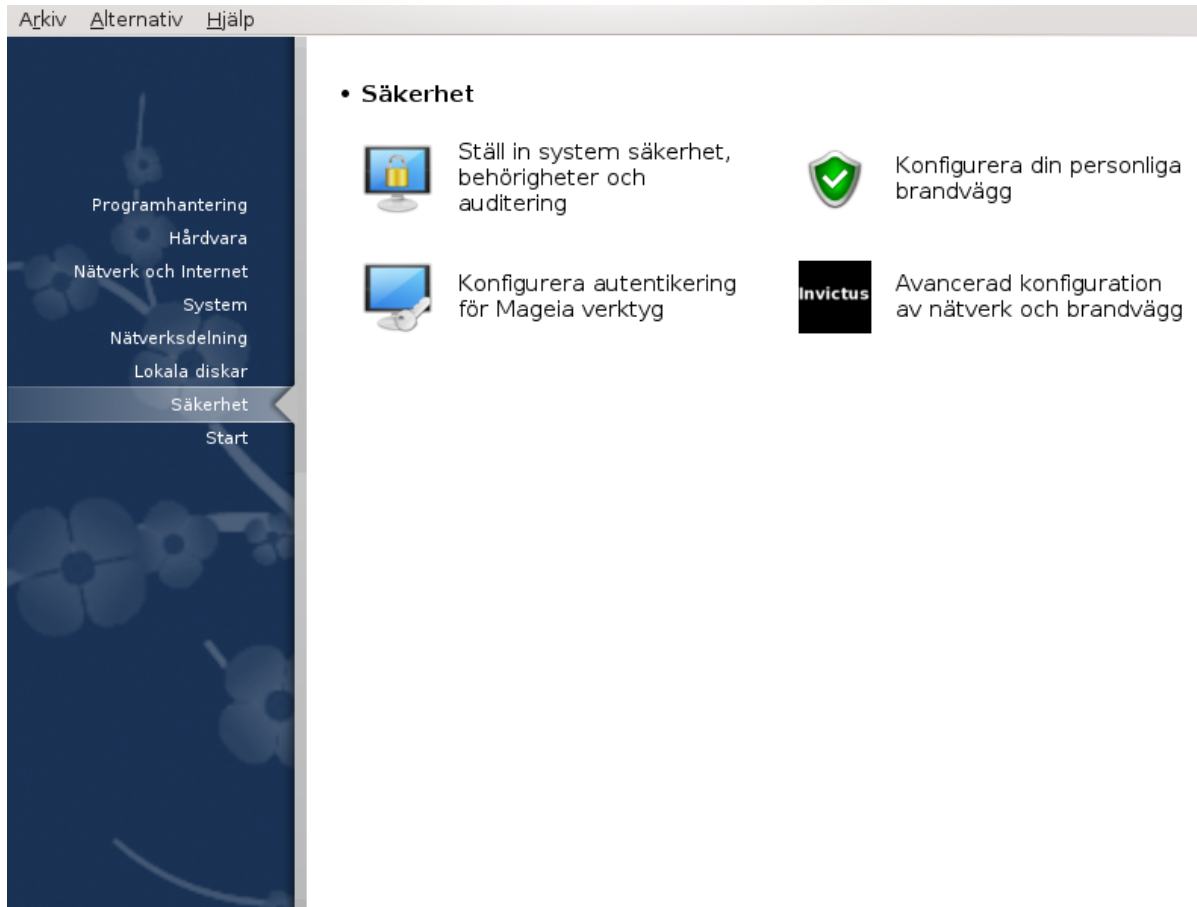 Arkiv Alternativ Hjälp
Programhantering
Hårdvara
Nätverk och Internet
System
Nätverksdelning
Lokala diskar
Säkerhet
Start
• Säkerhet
Ställ in system säkerhet,
behörigheter och
auditering
Konfigurera din personliga
brandvägg
Konfigurera autentikering
för Mageia verktyg
Invictus
Avancerad konfiguration
av nätverk och brandvägg